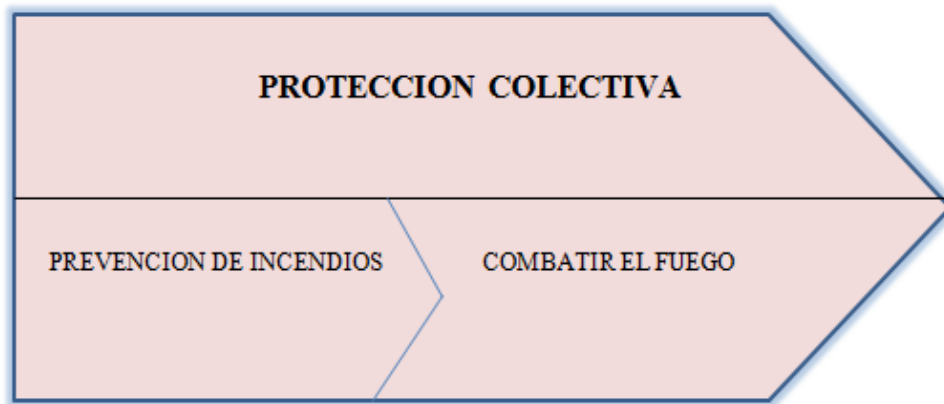 PROTECCION COLECTIVA
PREVENCION DE INCENDIOS
COMBATIR EL FUEGO